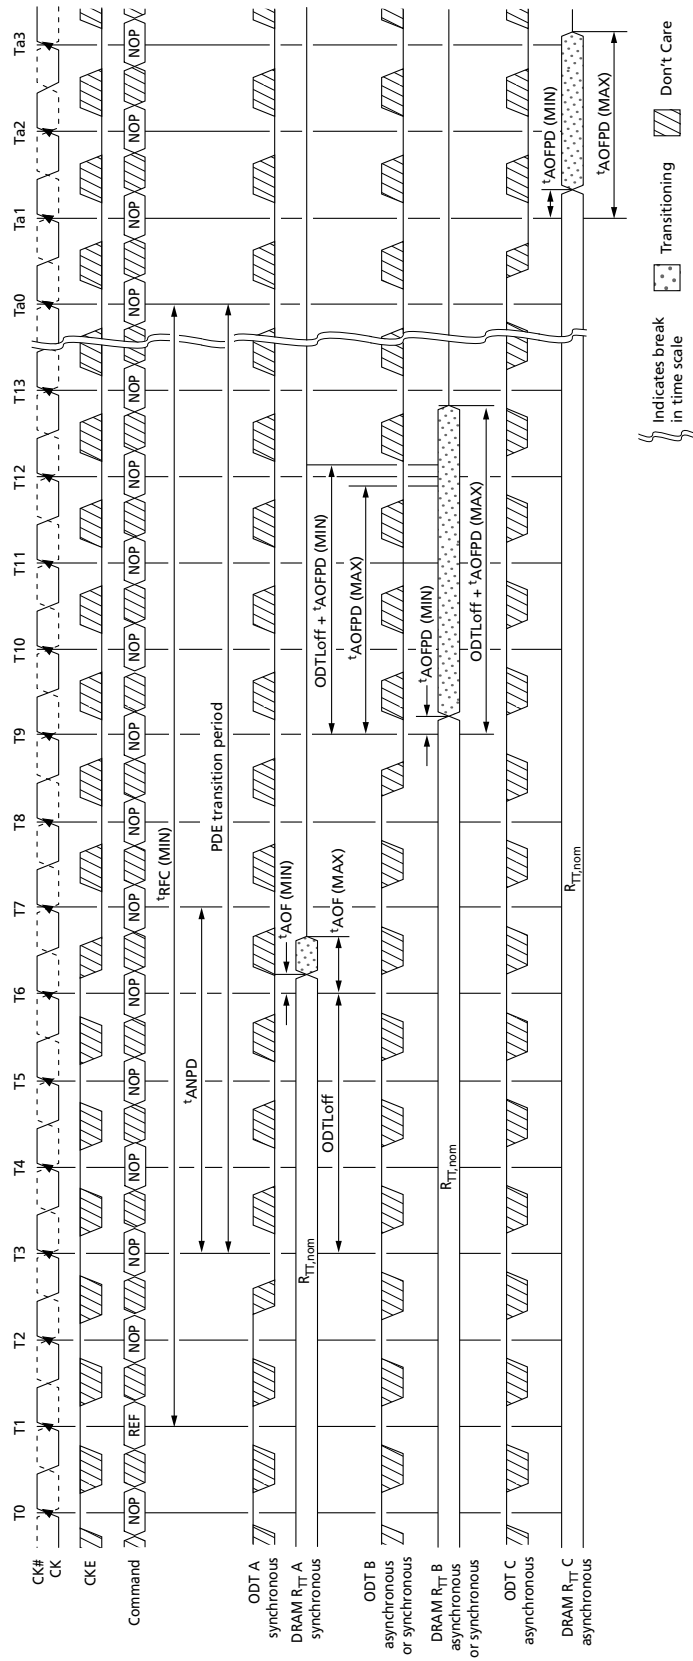 T0 T1 T2 T3 T4 T5 T6 T7 T8 T9 T10 T11 T12 T13 Ta0 Ta1 Ta2 Ta3
CK#
CK
CKE
Command
NOP REF NOP NOP NOP NOP NOP NOP NOP NOP NOP NOP NOP NOP NOP NOP NOP NOP
tRFC (MIN)
tANPD
PDE transition period
ODT A
synchronous
tAOF (MIN)
DRAM RTT A
synchronous
RTT,nom
ODTLoff
tAOF (MAX)
ODTLoff + tAOFPD (MIN)
tAOFPD (MAX)
ODT B
asynchronous
or synchronous
tAOFPD (MIN)
DRAM RTT B
asynchronous
or synchronous
RTT,nom
ODTLoff + tAOFPD (MAX)
ODT C
asynchronous
tAOFPD (MIN)
DRAM RTT C
asynchronous
RTT,nom
tAOFPD (MAX)
Indicates break
in time scale
Transitioning
Don't Care